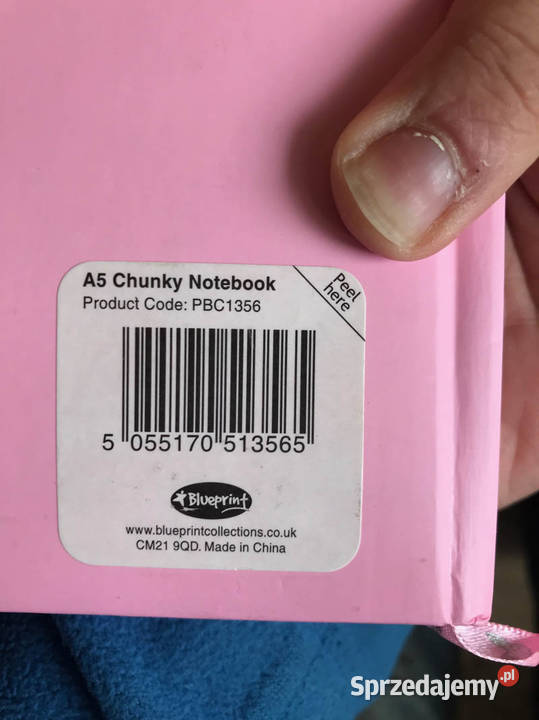 A5 Chunky Notebook
Product Code: PBC1356
Peel
here
5 055170 513565
Blueprint
www.blueprintcollections.co.uk
CM21 9QD. Made in China
Sprzedajemy.pl